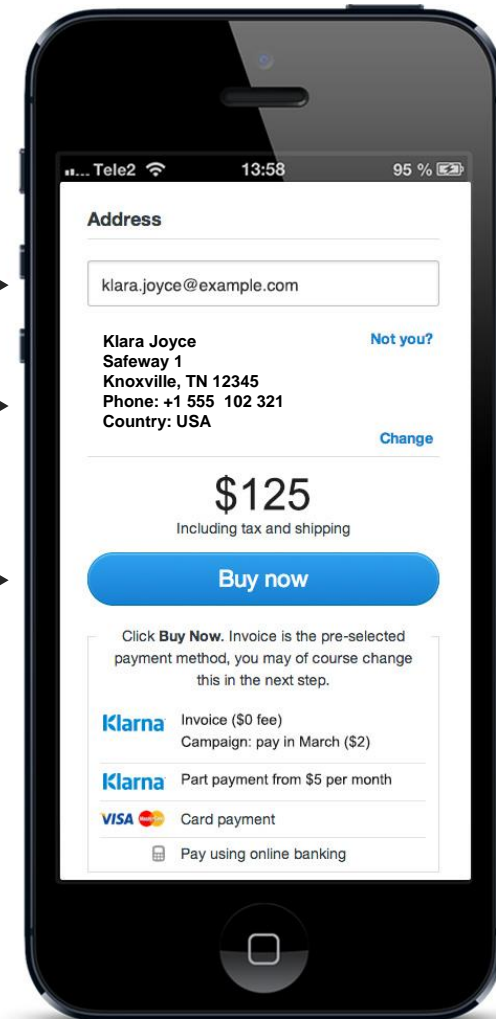 Tele2 13:58 95 %
Address
klara.joyce@example.com
Klara Joyce Not you?
Safeway 1
Knoxville, TN 12345
Phone: +1 555 102 321
Country: USA
Change
$125
Including tax and shipping
Buy now
Click Buy Now. Invoice is the pre-selected
payment method, you may of course change
this in the next step.
Klarna Invoice ($0 fee)
Campaign: pay in March ($2)
Klarna Part payment from $5 per month
VISA MasterCard Card payment
Pay using online banking